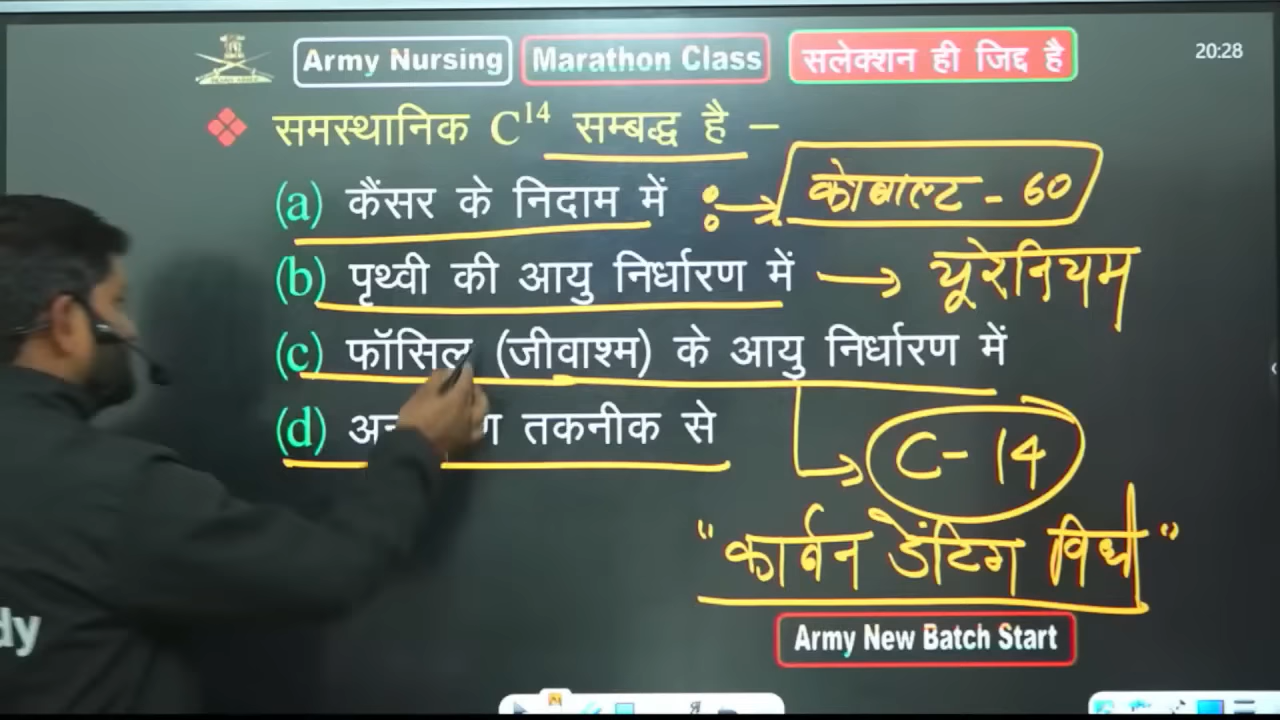 Army Nursing Marathon Class सलेक्शन ही जिद्द है 20:28
समस्थानिक C14 सम्बद्ध है –
(a) कैंसर के निदाम में : → कोबाल्ट - 60
(b) पृथ्वी की आयु निर्धारण में → यूरेनियम
(c) फॉसिल (जीवाश्म) के आयु निर्धारण में
(d) तकनीक से
C- 14
"कार्बन डेटिंग विधी"
dy
Army New Batch Start